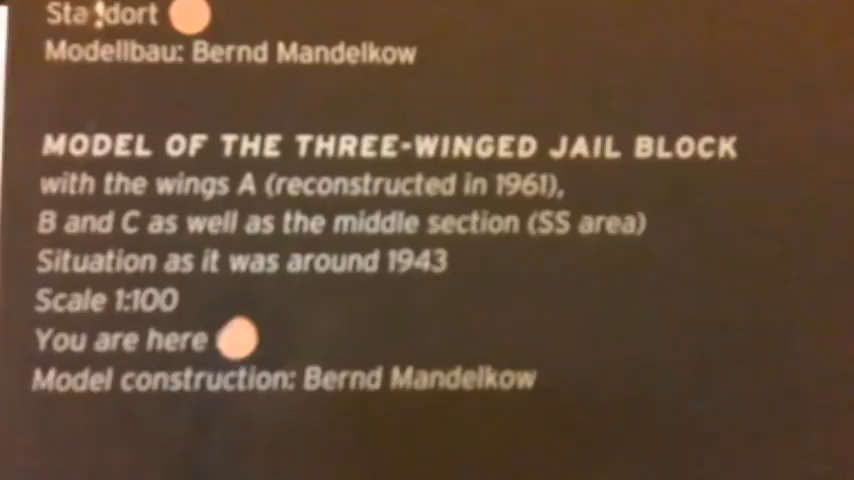 Standort
Modellbau: Bernd Mandelkow
MODEL OF THE THREE-WINGED JAIL BLOCK
with the wings A (reconstructed in 1961),
B and C as well as the middle section (SS area)
Situation as it was around 1943
Scale 1:100
You are here
Model construction: Bernd Mandelkow